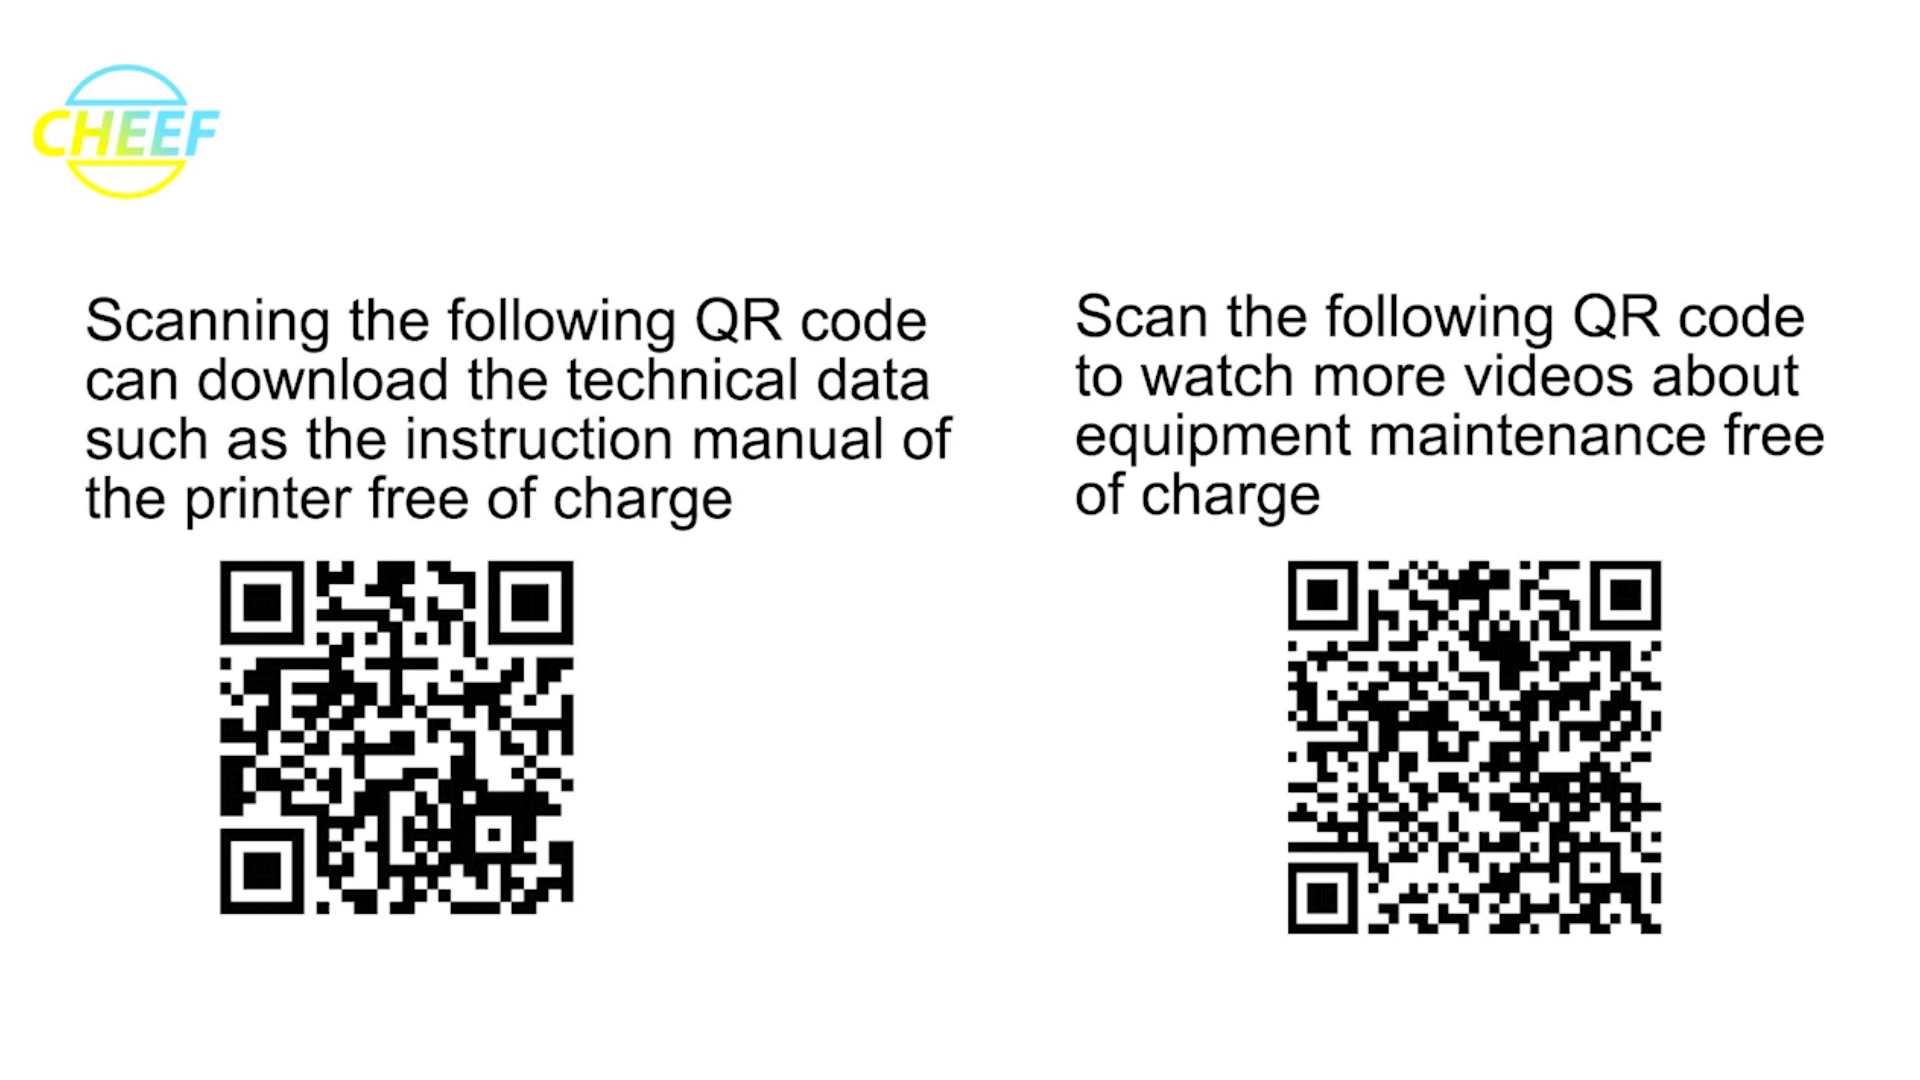 CHEEF
Scanning the following QR code
can download the technical data
such as the instruction manual of
the printer free of charge
Scan the following QR code
to watch more videos about
equipment maintenance free
of charge